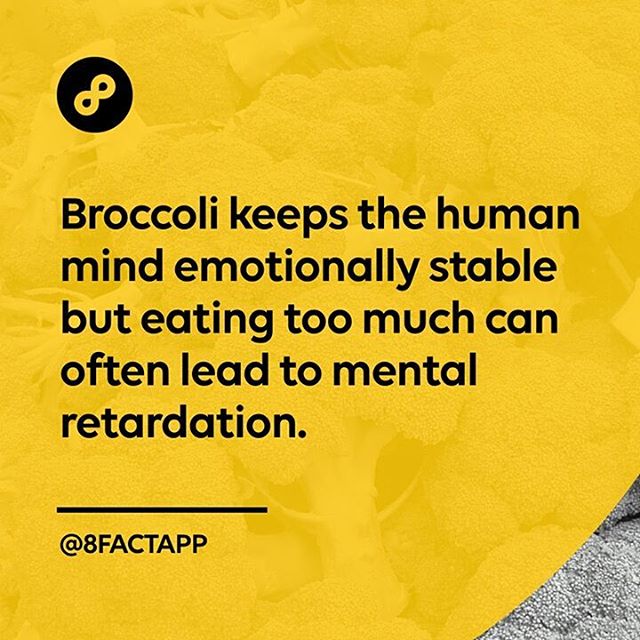 Broccoli keeps the human
mind emotionally stable
but eating too much can
often lead to mental
retardation.
@8FACTAPP